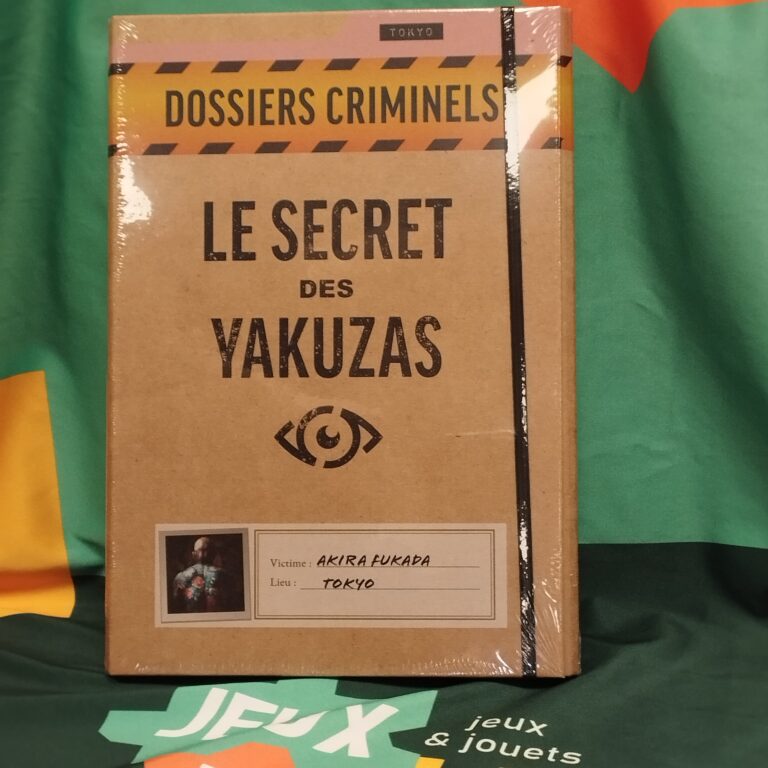 TOKYO
DOSSIERS CRIMINELS
LE SECRET
DES
YAKUZAS
Victime : AKIRA FUKADA
Lieu : TOKYO
JEUX
jeux
& jouets